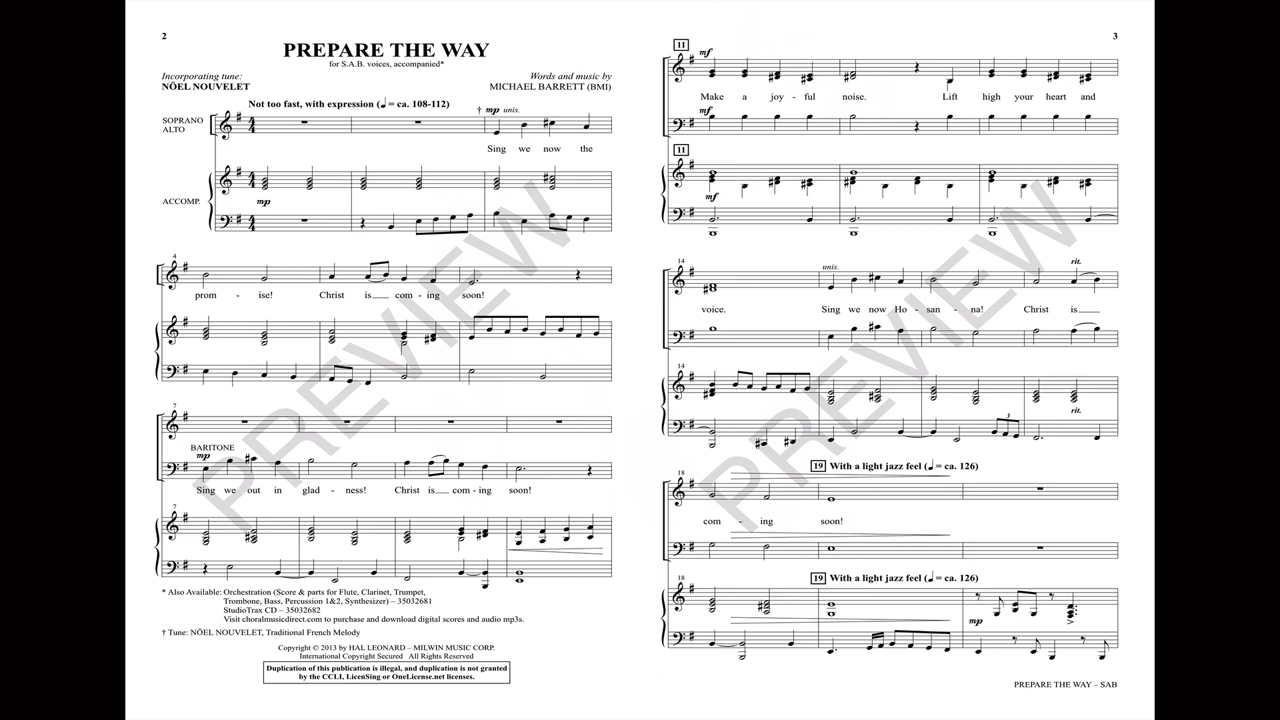 2
PREPARE THE WAY
for S.A.B. voices, accompanied*
Incorporating tune:
NÖEL NOUVELET
Words and music by
MICHAEL BARRETT (BMI)
Not too fast, with expression (♩ = ca. 108-112)
† mp unis.
SOPRANO
ALTO
Sing we now the
ACCOMP.
mp
4
prom - ise! Christ is coming soon!
7
BARITONE
mp
Sing we out in glad - ness! Christ is coming soon!
7
* Also Available: Orchestration (Score & parts for Flute, Clarinet, Trumpet,
Trombone, Bass, Percussion 1&2, Synthesizer) – 35032681
StudioTrax CD – 35032682
Visit choralmusicdirect.com to purchase and download digital scores and audio mp3s.
† Tune: NÖEL NOUVELET, Traditional French Melody
Copyright © 2013 by HAL LEONARD – MILWIN MUSIC CORP.
International Copyright Secured All Rights Reserved
Duplication of this publication is illegal, and duplication is not granted
by the CCLI, LicenSing or OneLicense.net licenses.
PREVIEW
3
11
mf
Make a joy - ful noise. Lift high your heart and
mf
11
mf
14
unis.
rit.
voice. Sing we now Ho - san - na! Christ is
14
rit.
19 With a light jazz feel (♩ = ca. 126)
18
com - ing soon!
19 With a light jazz feel (♩ = ca. 126)
18
mp
3
PREVIEW
PREPARE THE WAY – SAB